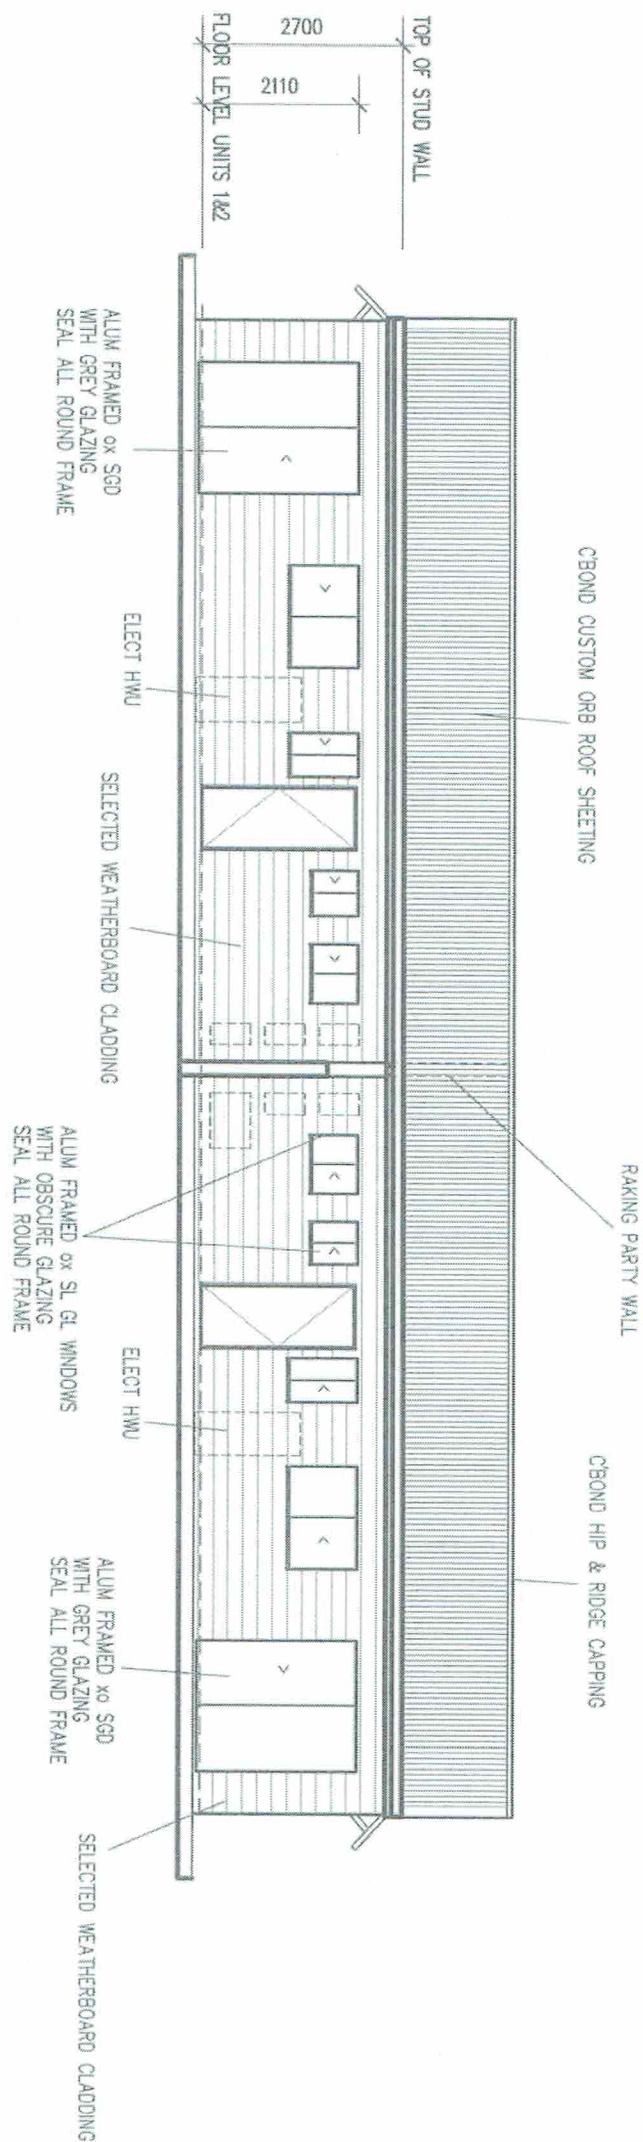 TOP OF STUD WALL
2700
2110
FLOOR LEVEL UNITS 1&2
C'BOND CUSTOM ORB ROOF SHEETING
RAKING PARTY WALL
C'BOND HIP & RIDGE CAPPING
ALUM FRAMED ox SGD
WITH GREY GLAZING
SEAL ALL ROUND FRAME
ELECT HWU
SELECTED WEATHERBOARD CLADDING
ALUM FRAMED ox SL GL WINDOWS
WITH OBSCURE GLAZING
SEAL ALL ROUND FRAME
ELECT HWU
ALUM FRAMED xo SGD
WITH GREY GLAZING
SEAL ALL ROUND FRAME
SELECTED WEATHERBOARD CLADDING